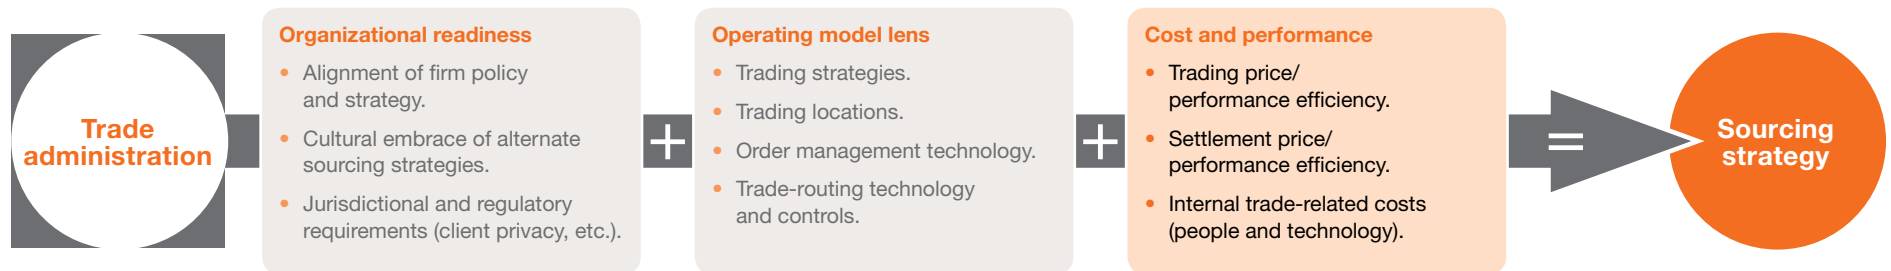 Trade
administration
Organizational readiness
• Alignment of firm policy
and strategy.
• Cultural embrace of alternate
sourcing strategies.
• Jurisdictional and regulatory
requirements (client privacy, etc.).
+
Operating model lens
• Trading strategies.
• Trading locations.
• Order management technology.
• Trade-routing technology
and controls.
+
Cost and performance
• Trading price/
performance efficiency.
• Settlement price/
performance efficiency.
• Internal trade-related costs
(people and technology).
=
Sourcing
strategy